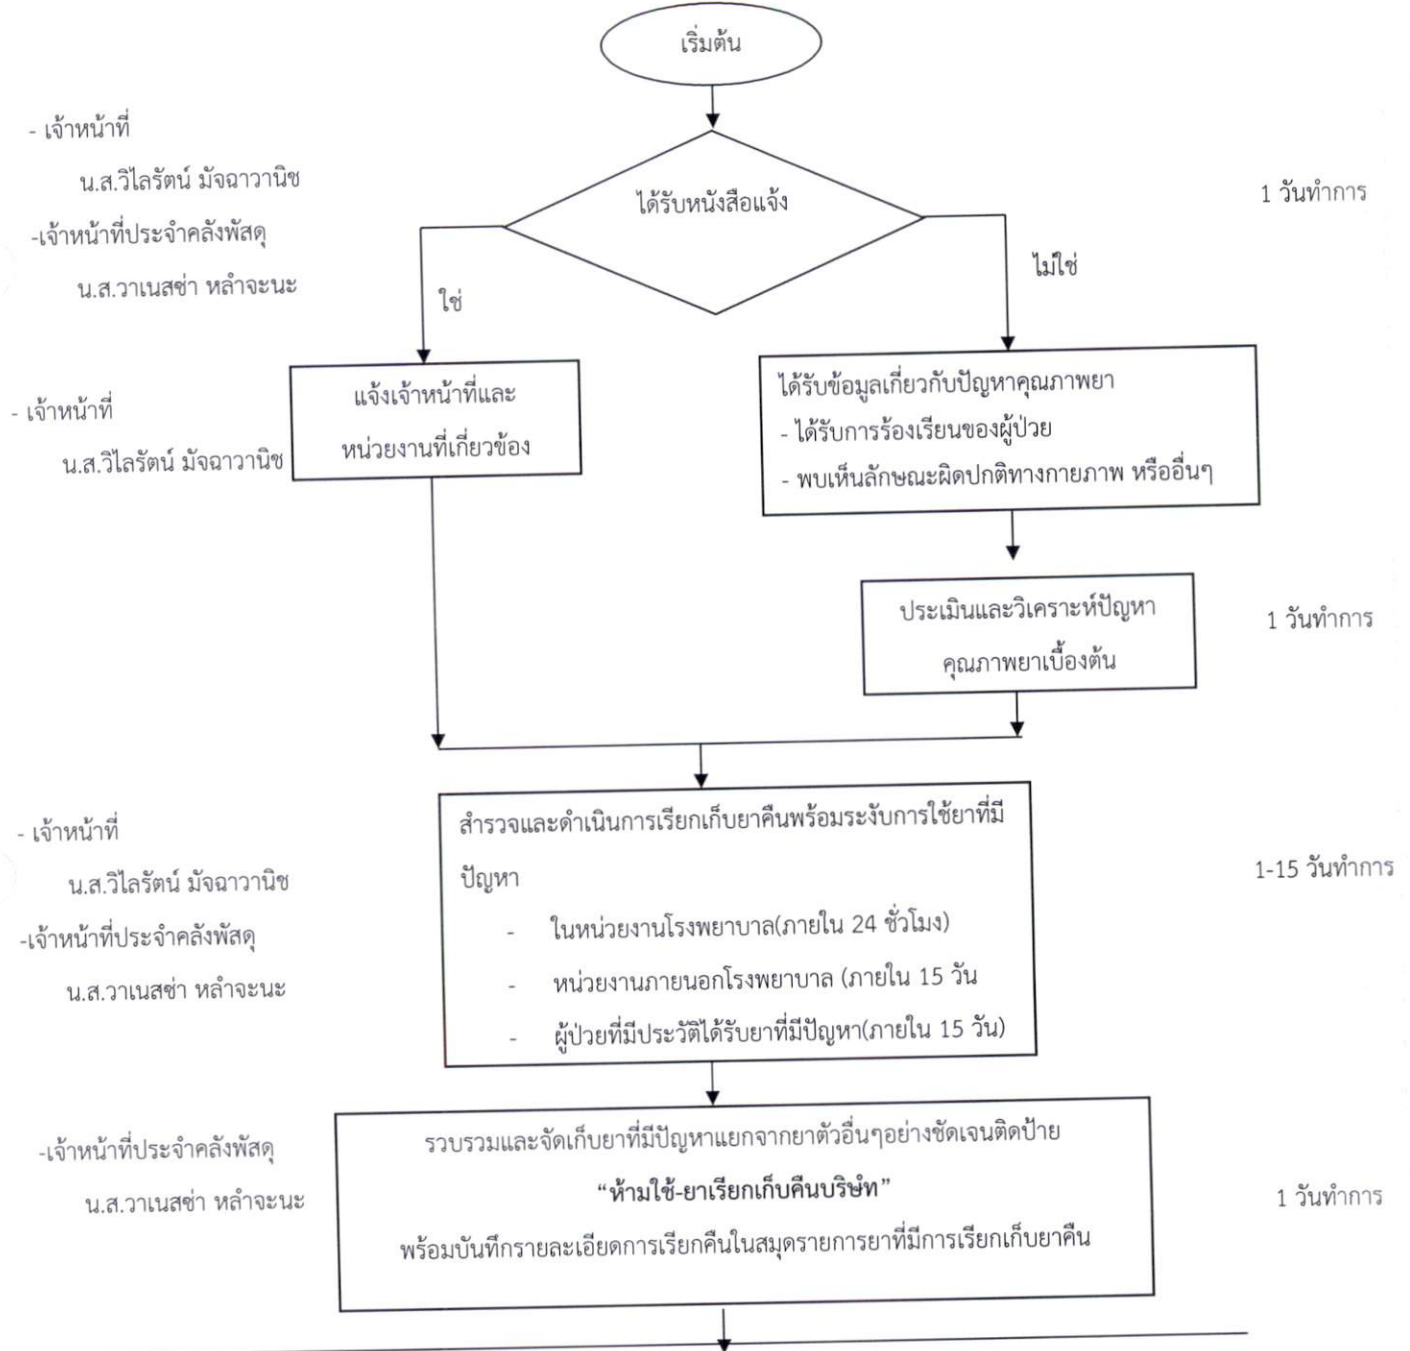 เริ่มต้น
- เจ้าหน้าที่
น.ส.วิไลรัตน์ มัจฉาวานิช
-เจ้าหน้าที่ประจำคลังพัสดุ
น.ส.วาเนสซ่า หลำจะนะ
ได้รับหนังสือแจ้ง
1 วันทำการ
ใช่
ไม่ใช่
- เจ้าหน้าที่
น.ส.วิไลรัตน์ มัจฉาวานิช
แจ้งเจ้าหน้าที่และ
หน่วยงานที่เกี่ยวข้อง
ได้รับข้อมูลเกี่ยวกับปัญหาคุณภาพยา
- ได้รับการร้องเรียนของผู้ป่วย
- พบเห็นลักษณะผิดปกติทางกายภาพ หรืออื่นๆ
ประเมินและวิเคราะห์ปัญหา
คุณภาพยาเบื้องต้น
1 วันทำการ
- เจ้าหน้าที่
น.ส.วิไลรัตน์ มัจฉาวานิช
-เจ้าหน้าที่ประจำคลังพัสดุ
น.ส.วาเนสซ่า หลำจะนะ
สำรวจและดำเนินการเรียกเก็บยาคืนพร้อมระงับการใช้ยาที่มี
ปัญหา
- ในหน่วยงานโรงพยาบาล(ภายใน 24 ชั่วโมง)
- หน่วยงานภายนอกโรงพยาบาล (ภายใน 15 วัน
- ผู้ป่วยที่มีประวัติได้รับยาที่มีปัญหา(ภายใน 15 วัน)
1-15 วันทำการ
-เจ้าหน้าที่ประจำคลังพัสดุ
น.ส.วาเนสซ่า หลำจะนะ
รวบรวมและจัดเก็บยาที่มีปัญหาแยกจากยาตัวอื่นๆอย่างชัดเจนติดป้าย
“ห้ามใช้-ยาเรียกเก็บคืนบริษัท”
พร้อมบันทึกรายละเอียดการเรียกคืนในสมุดรายการยาที่มีการเรียกเก็บยาคืน
1 วันทำการ